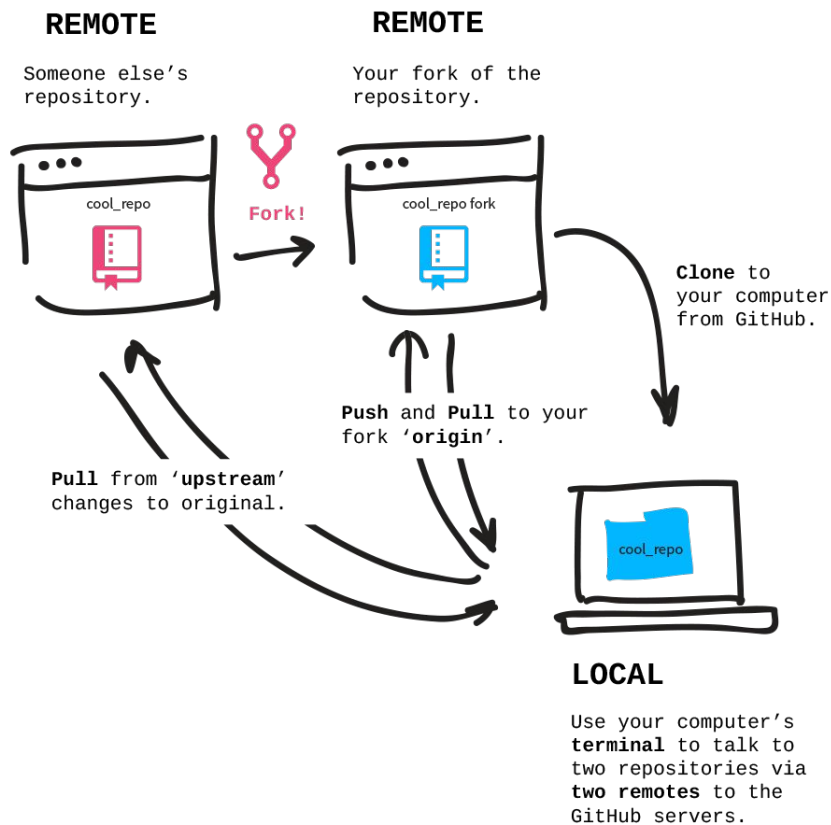 REMOTE
Someone else’s
repository.
REMOTE
Your fork of the
repository.
cool_repo
Fork!
cool_repo fork
Clone to
your computer
from GitHub.
Push and Pull to your
fork ‘origin’.
Pull from ‘upstream’
changes to original.
cool_repo
LOCAL
Use your computer’s
terminal to talk to
two repositories via
two remotes to the
GitHub servers.